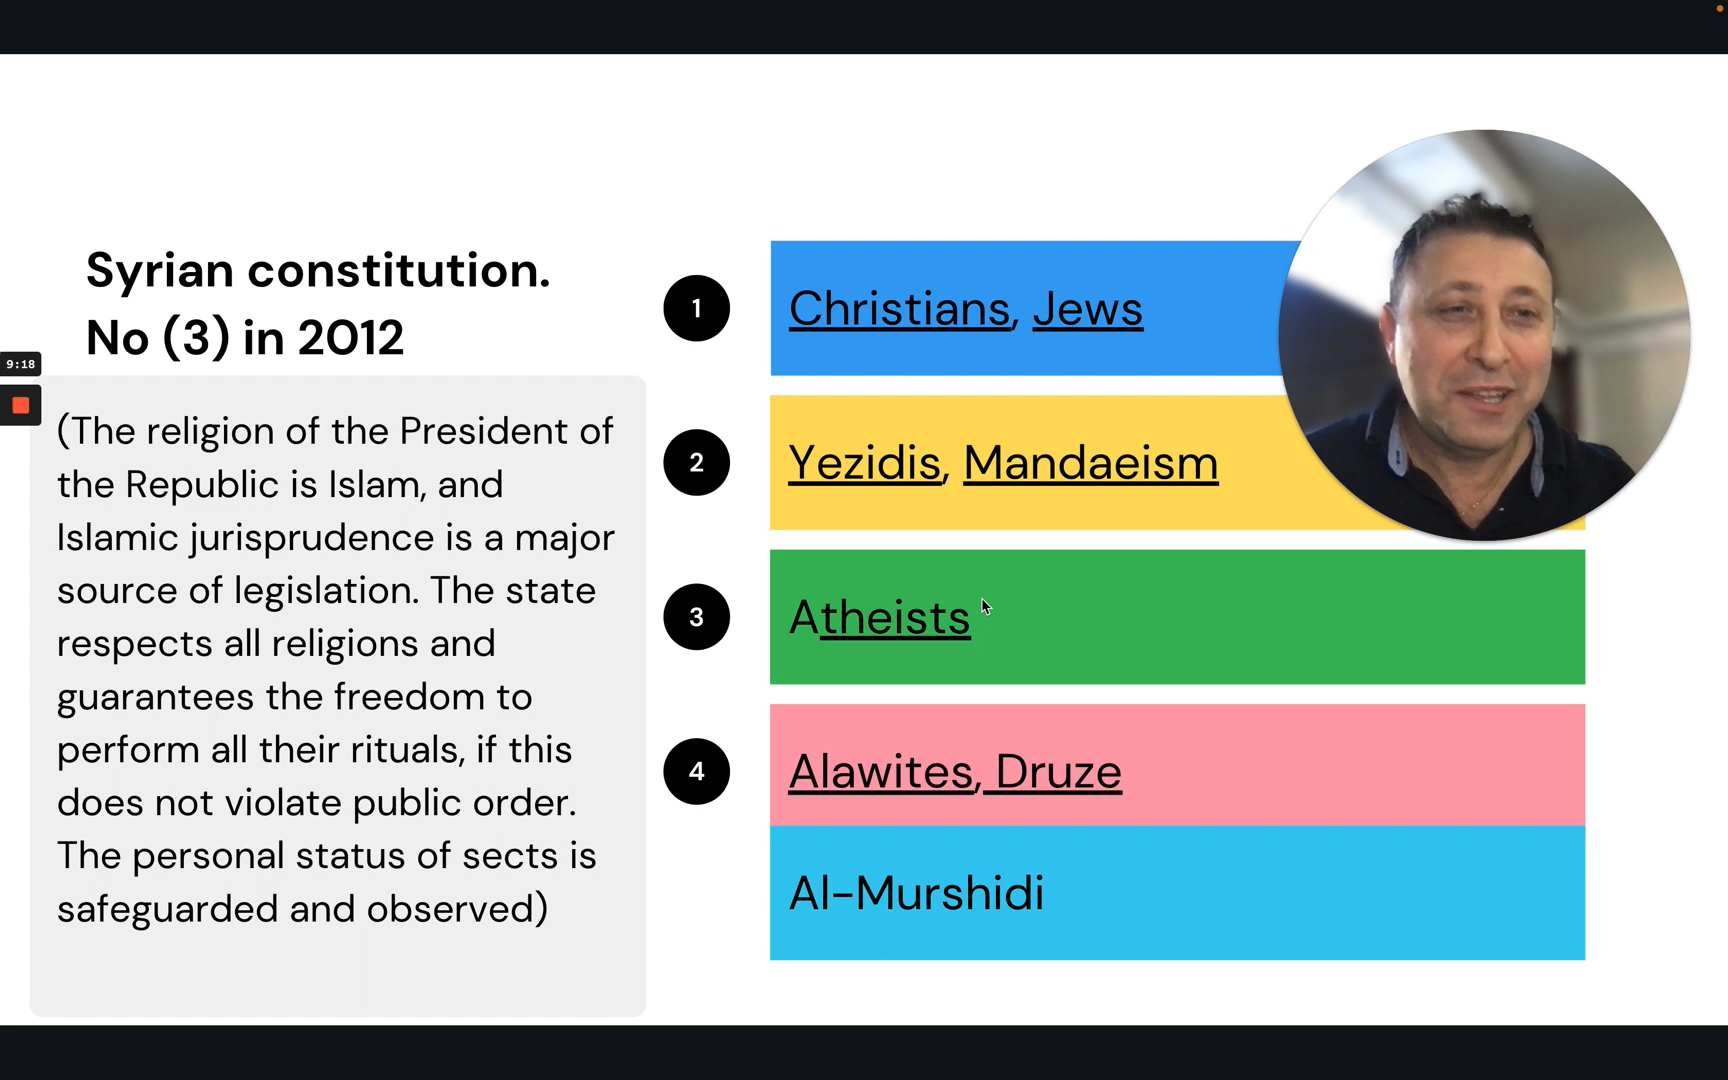 Syrian constitution.
No (3) in 2012
9:18
(The religion of the President of
the Republic is Islam, and
Islamic jurisprudence is a major
source of legislation. The state
respects all religions and
guarantees the freedom to
perform all their rituals, if this
does not violate public order.
The personal status of sects is
safeguarded and observed)
1
Christians, Jews
2
Yezidis, Mandaeism
3
Atheists
4
Alawites, Druze
Al-Murshidi